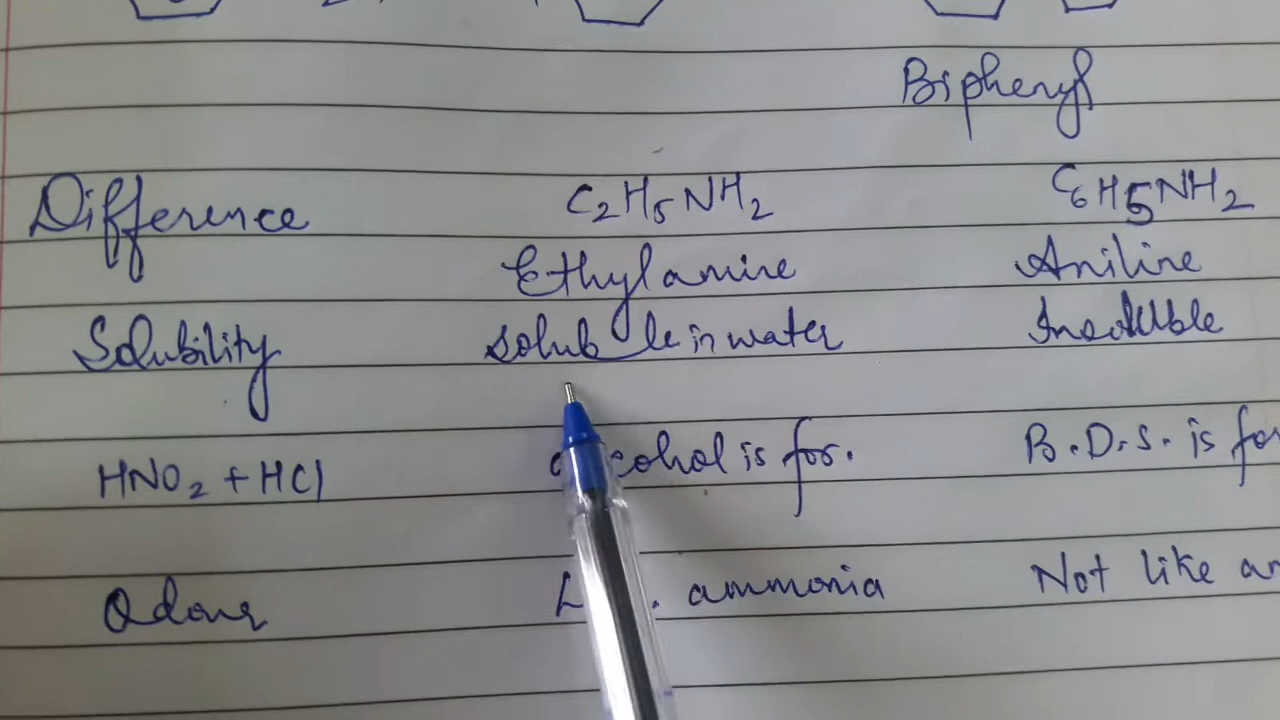 Biphenyl
Difference C2H5NH2 C6H5NH2
Ethylamine Aniline
Solubility soluble in water Insoluble
HNO2 + HCl alcohol is for. B.D.S. is for
Odour ammonia Not like